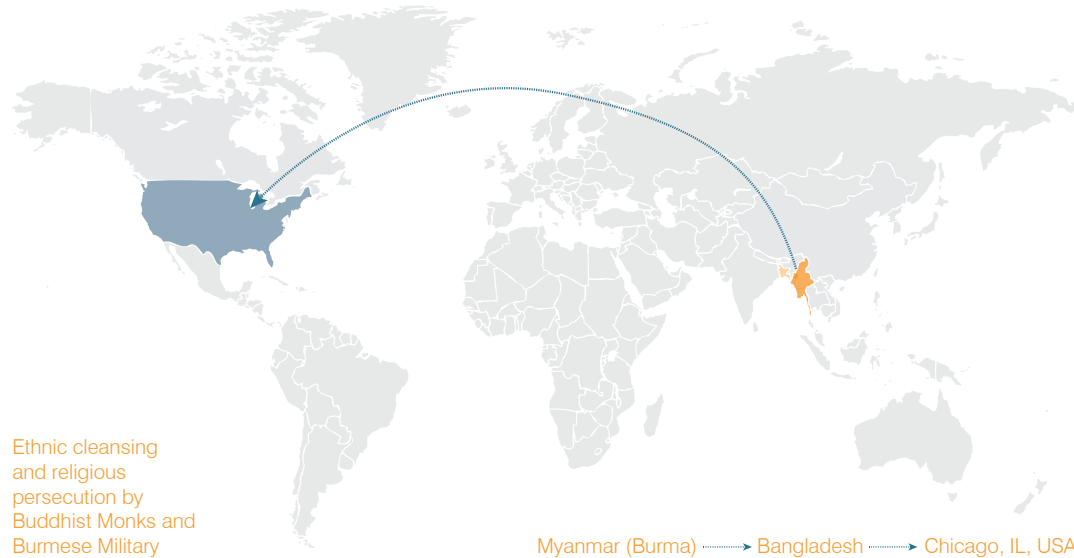 Ethnic cleansing
and religious
persecution by
Buddhist Monks and
Burmese Military
Myanmar (Burma) Bangladesh Chicago, IL, USA